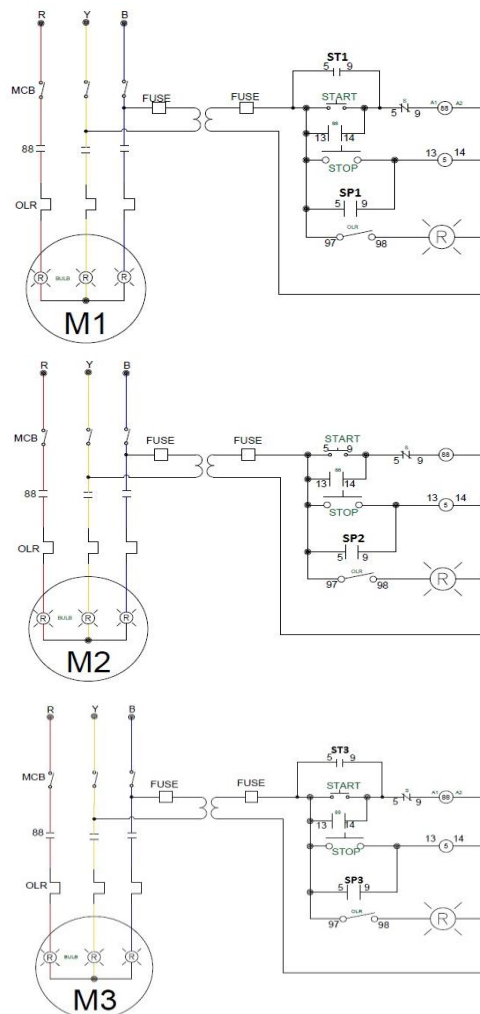 R Y B
ST1
5 9
MCB
FUSE FUSE START
5 9 A1 88 A2
88
88
13 14
STOP
13 5 14
OLR
SP1
5 9
OLR
97 98 R
R BULB R R
M1
R Y B
MCB
FUSE FUSE START
5 9
5 9 88
88
88
13 14
STOP
13 5 14
OLR
SP2
5 9
OLR
97 98 R
R BULB R R
M2
R Y B
ST3
5 9
MCB
FUSE FUSE START
5 9 A1 88 A2
88
88
13 14
STOP
13 5 14
OLR
SP3
5 9
OLR
97 98 R
R BULB R R
M3